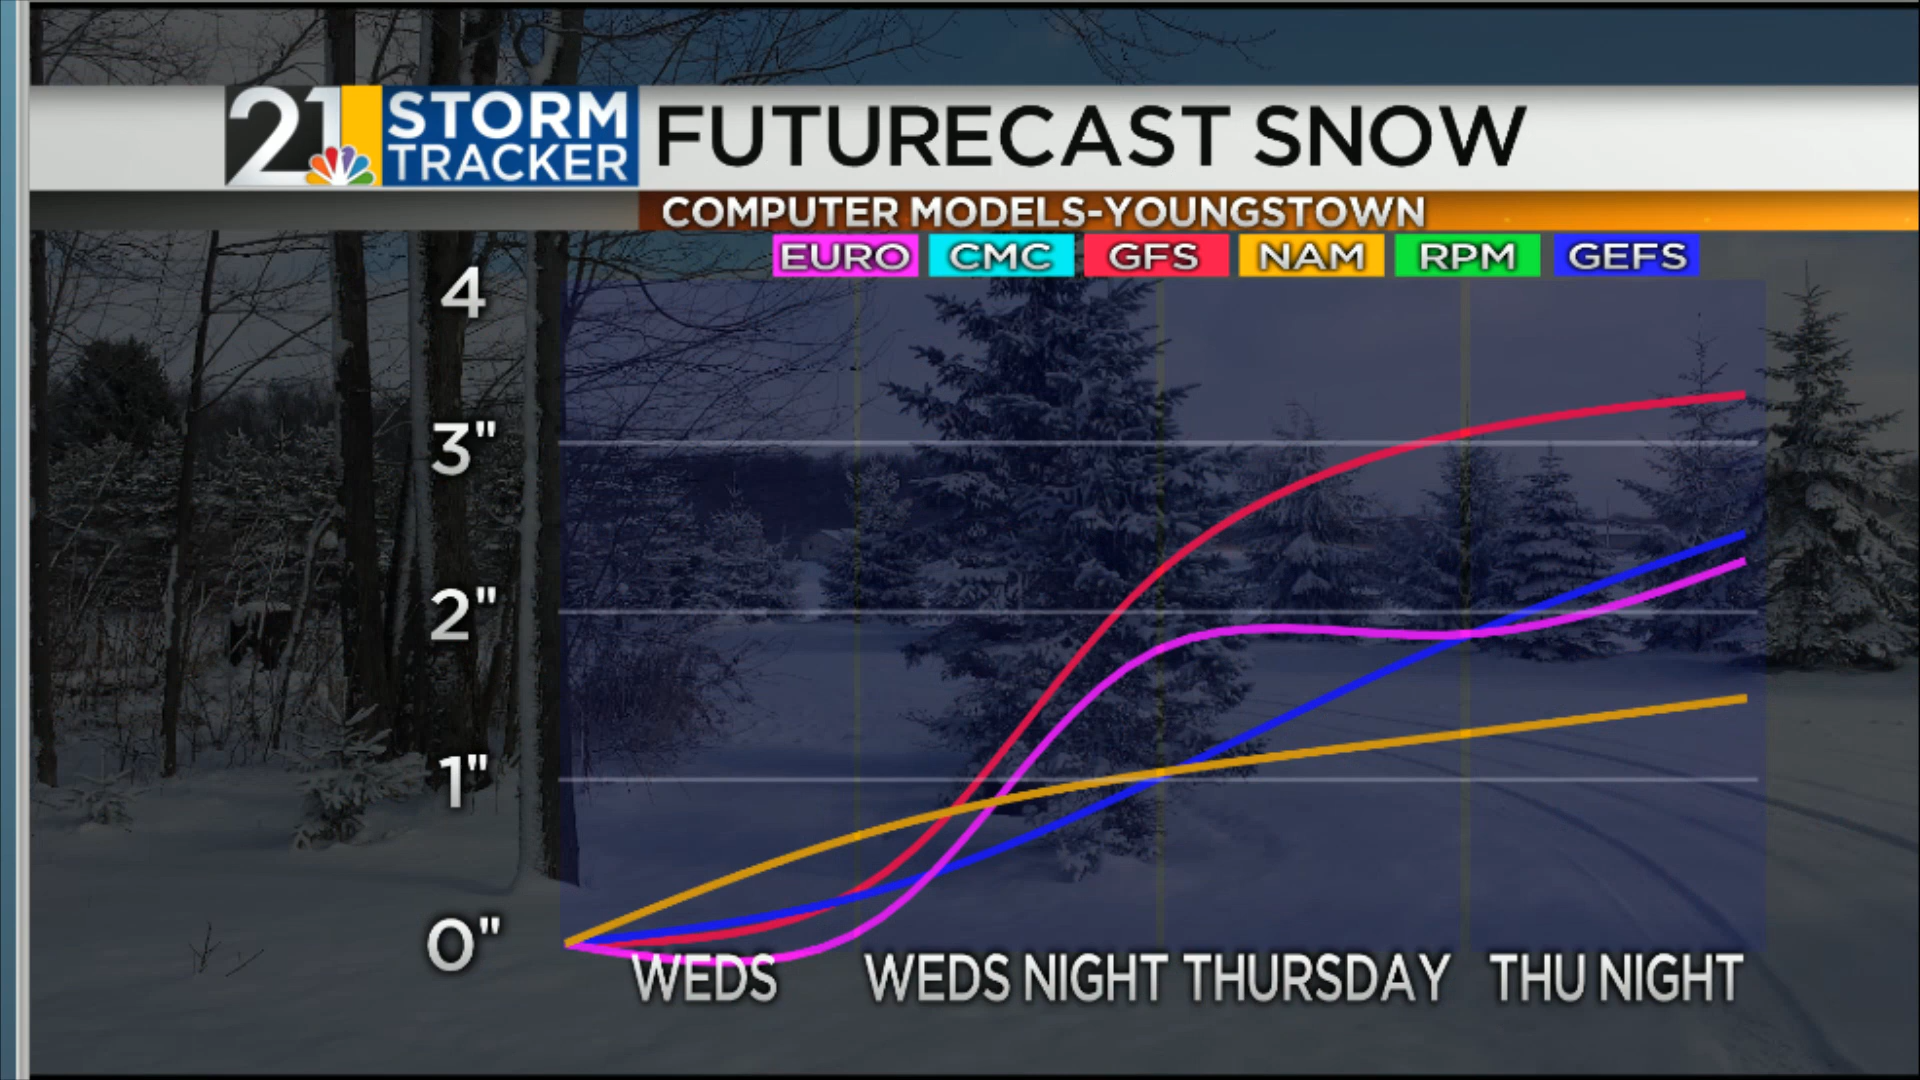 21 STORM TRACKER FUTURECAST SNOW
COMPUTER MODELS-YOUNGSTOWN
EURO CMC GFS NAM RPM GEFS
4
3"
2"
1"
0"
WEDS WEDS NIGHT THURSDAY THU NIGHT